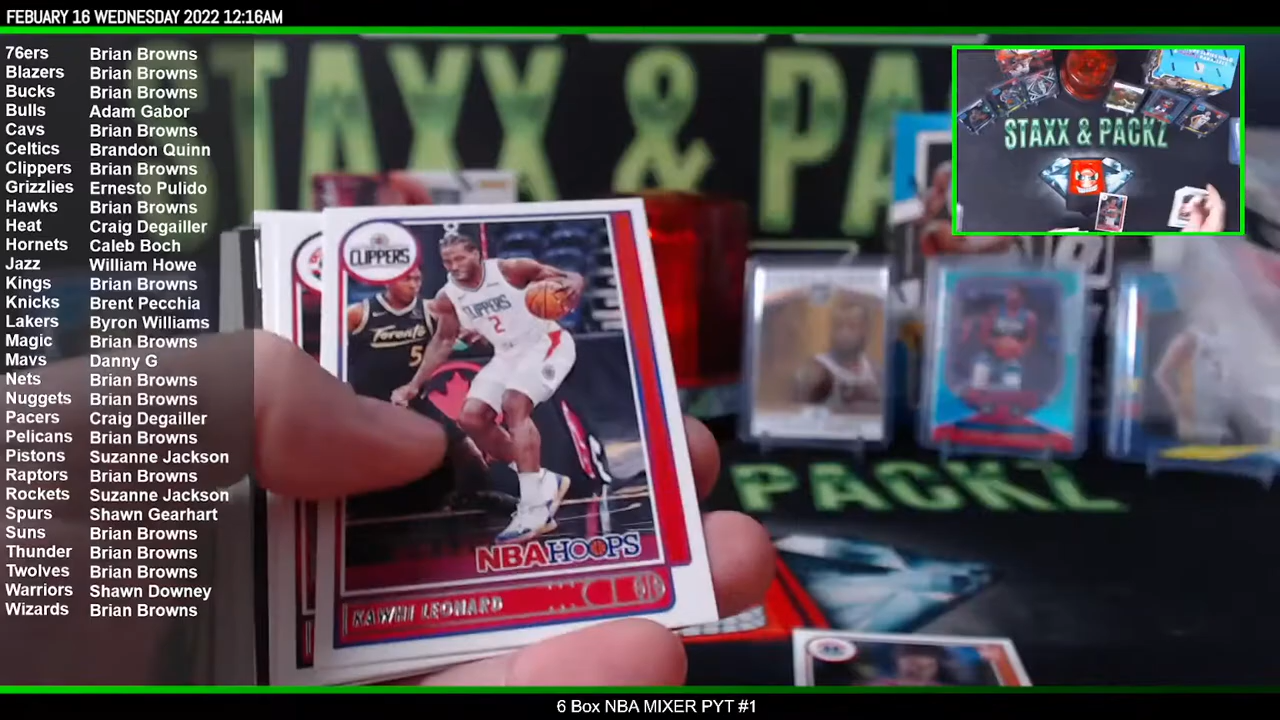 FEBUARY 16 WEDNESDAY 2022 12:16AM
76ers Brian Browns
Blazers Brian Browns
Bucks Brian Browns
Bulls Adam Gabor
Cavs Brian Browns
Celtics Brandon Quinn
Clippers Brian Browns
Grizzlies Ernesto Pulido
Hawks Brian Browns
Heat Craig Degailler
Hornets Caleb Boch
Jazz William Howe
Kings Brian Browns
Knicks Brent Pecchia
Lakers Byron Williams
Magic Brian Browns
Mavs Danny G
Nets Brian Browns
Nuggets Brian Browns
Pacers Craig Degailler
Pelicans Brian Browns
Pistons Suzanne Jackson
Raptors Brian Browns
Rockets Suzanne Jackson
Spurs Shawn Gearhart
Suns Brian Browns
Thunder Brian Browns
Twolves Brian Browns
Warriors Shawn Downey
Wizards Brian Browns
STAXX & PA
STAXX & PACKZ
CLIPPERS
Toronto
5
CLIPPERS
2
NBA HOOPS
KAWHI LEONARD
PACKZ
6 Box NBA MIXER PYT #1